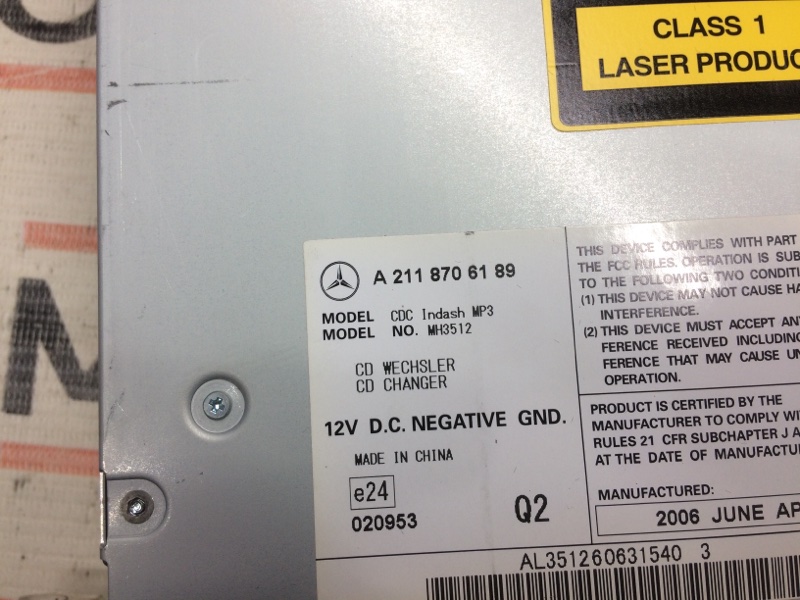 CLASS 1
LASER PRODUC
A 211 870 61 89
MODEL CDC Indash MP3
MODEL NO. MH3512
CD WECHSLER
CD CHANGER
12V D.C. NEGATIVE GND.
MADE IN CHINA
e24
020953
Q2
THIS DEVICE COMPLIES WITH PART
THE FCC RULES. OPERATION IS SUB
TO THE FOLLOWING TWO CONDITI
(1) THIS DEVICE MAY NOT CAUSE HA
INTERFERENCE.
(2) THIS DEVICE MUST ACCEPT ANY
FERENCE RECEIVED INCLUDING
FERENCE THAT MAY CAUSE UN
OPERATION.
PRODUCT IS CERTIFIED BY THE
MANUFACTURER TO COMPLY WI
RULES 21 CFR SUBCHAPTER J A
AT THE DATE OF MANUFACTUR
MANUFACTURED:
2006 JUNE AP
AL351260631540 3